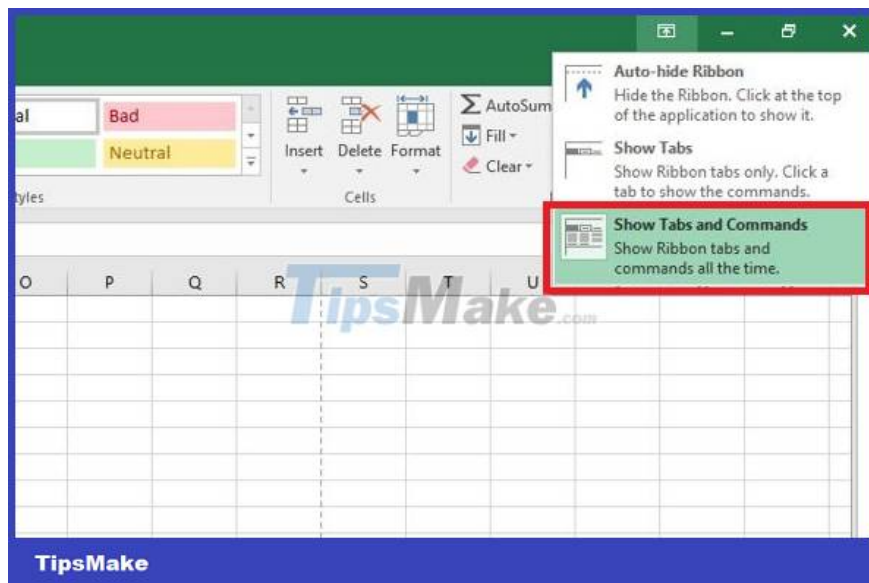 Auto-hide Ribbon
Hide the Ribbon. Click at the top
of the application to show it.
Show Tabs
Show Ribbon tabs only. Click a
tab to show the commands.
Show Tabs and Commands
Show Ribbon tabs and
commands all the time.
al
Bad
Neutral
Insert
Delete
Format
AutoSum
Fill
Clear
Cells
tyles
O P Q R S T U
TipsMake.com
TipsMake